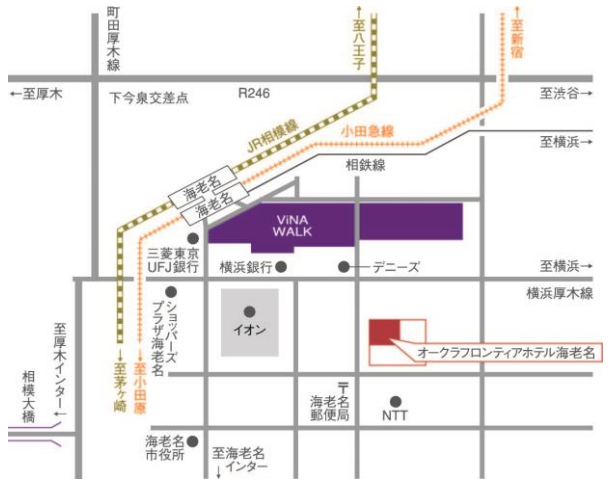 町田厚木線
至八王子→
至新宿→
←至厚木
下今泉交差点
R246
至渋谷→
JR相模線
小田急線
至横浜→
相鉄線
海老名
海老名
ViNA
WALK
三菱東京
UFJ銀行
横浜銀行
デニーズ
至横浜→
横浜厚木線
ショッパーズ
プラザ海老名
イオン
オークラフロンティアホテル海老名
至厚木インター→
相模大橋
←至茅ヶ崎
←至小田原
〒
海老名
郵便局
NTT
海老名
市役所
至海老名
インター
↓